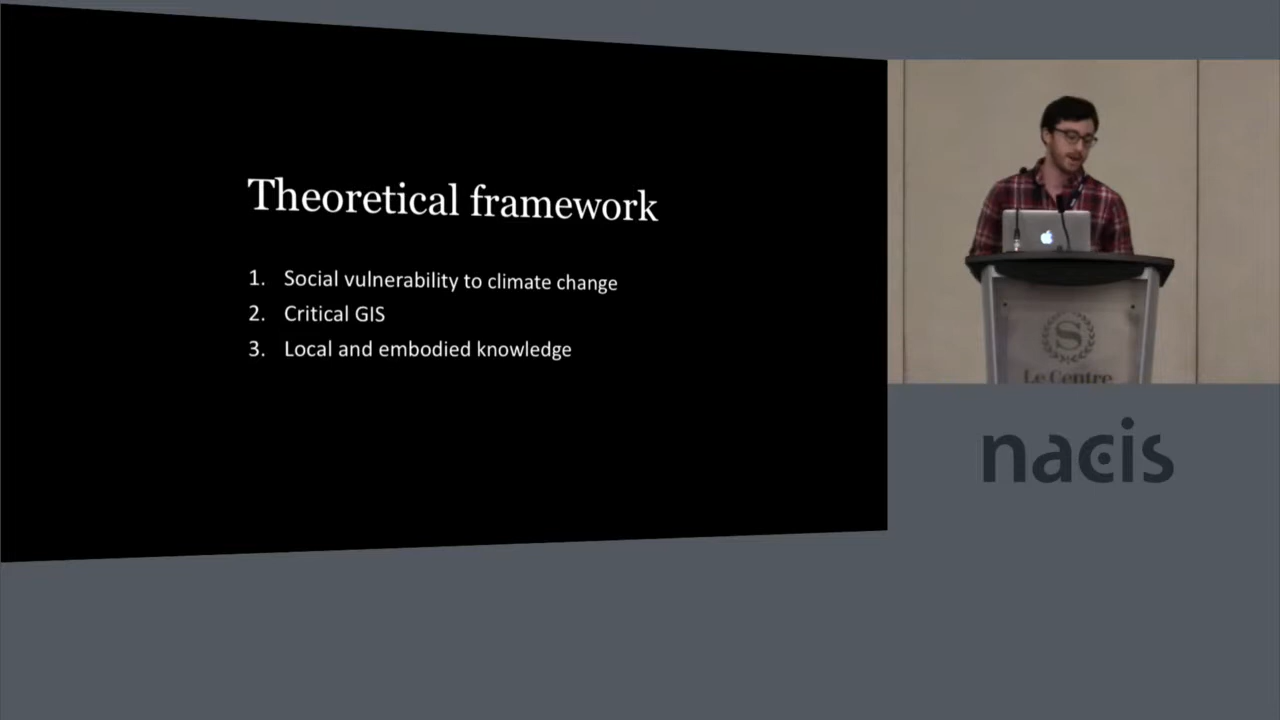 Theoretical framework
1. Social vulnerability to climate change
2. Critical GIS
3. Local and embodied knowledge
S
Le Centre
nacis